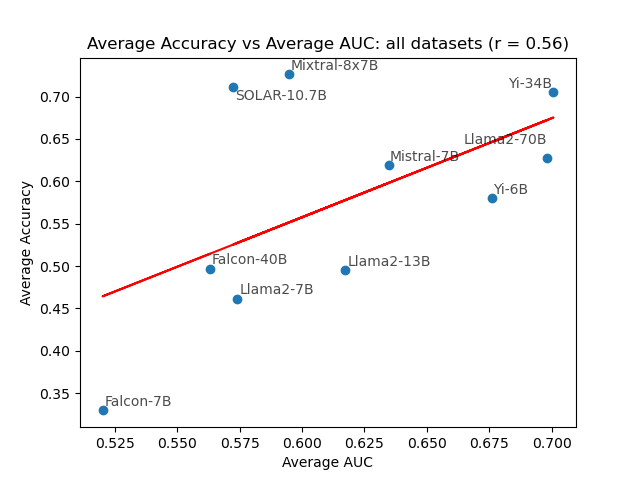 Average Accuracy vs Average AUC: all datasets (r = 0.56)
Mixtral-8x7B
Yi-34B
SOLAR-10.7B
Llama2-70B
Mistral-7B
Yi-6B
Falcon-40B
Llama2-13B
Llama2-7B
Falcon-7B
Average Accuracy
0.70
0.65
0.60
0.55
0.50
0.45
0.40
0.35
0.525
0.550
0.575
0.600
0.625
0.650
0.675
0.700
Average AUC